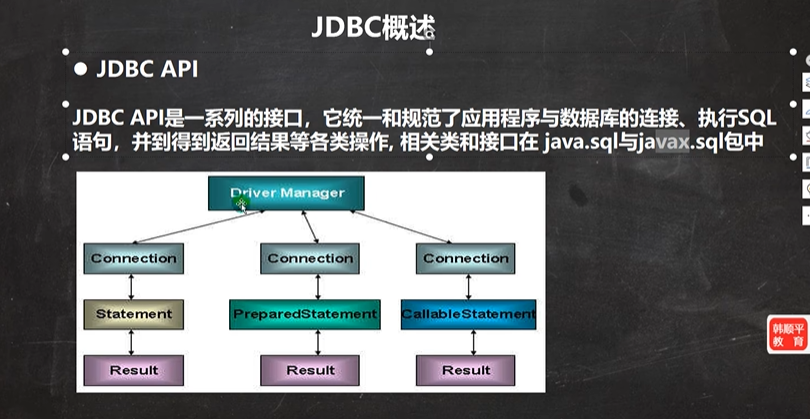 JDBC概述
● JDBC API
JDBC API是一系列的接口，它统一和规范了应用程序与数据库的连接、执行SQL
语句，并到得到返回结果等各类操作, 相关类和接口在 java.sql与javax.sql包中
Driver Manager
Connection Connection Connection
Statement PreparedStatement CallableStatement
Result Result Result
韩顺平
教育